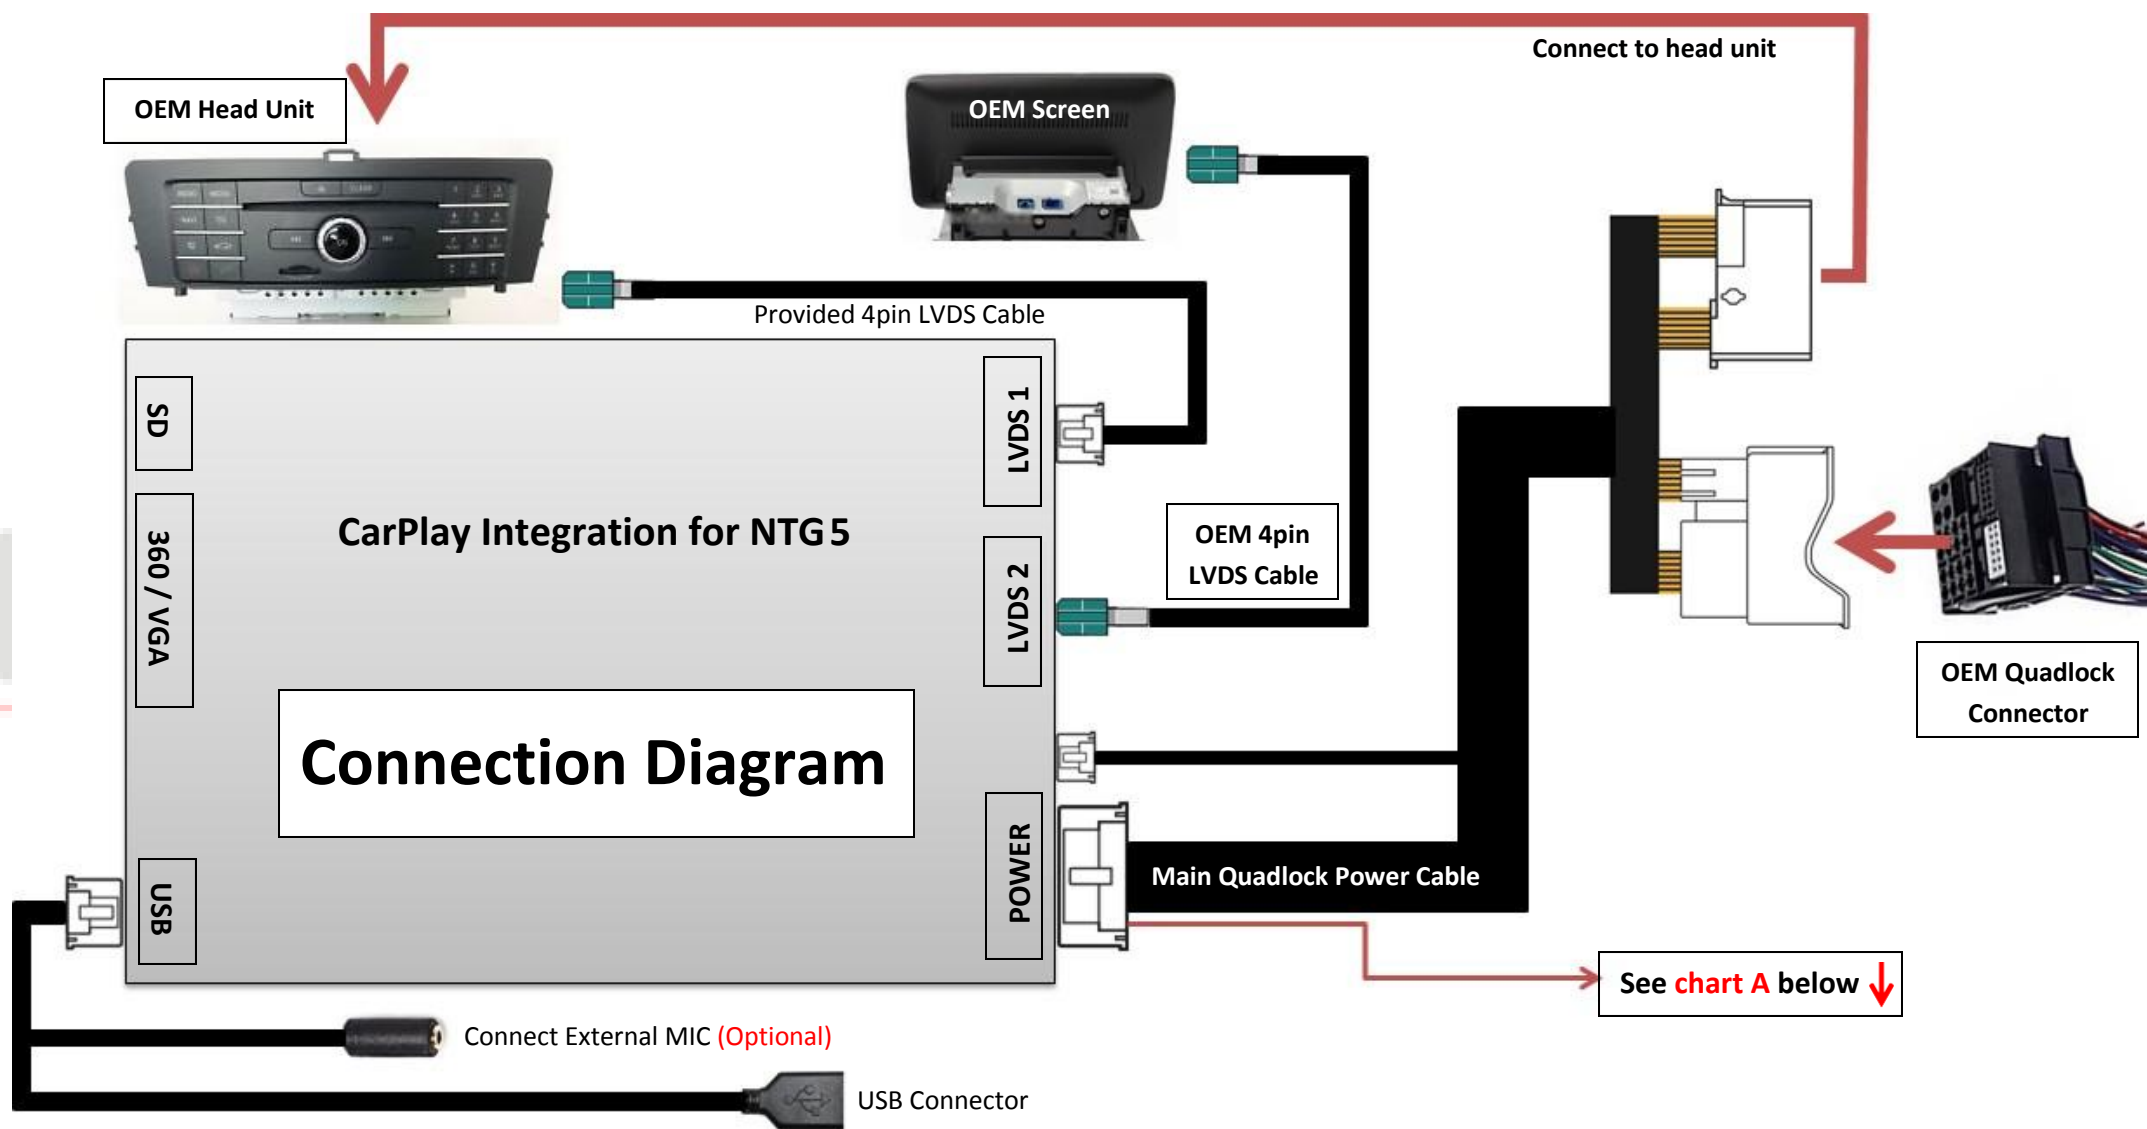 Connect to head unit
OEM Head Unit
OEM Screen
Provided 4pin LVDS Cable
SD
LVDS 1
CarPlay Integration for NTG5
360 / VGA
OEM 4pin
LVDS Cable
LVDS 2
OEM Quadlock
Connector
Connection Diagram
POWER
Main Quadlock Power Cable
USB
See chart A below
Connect External MIC (Optional)
USB Connector